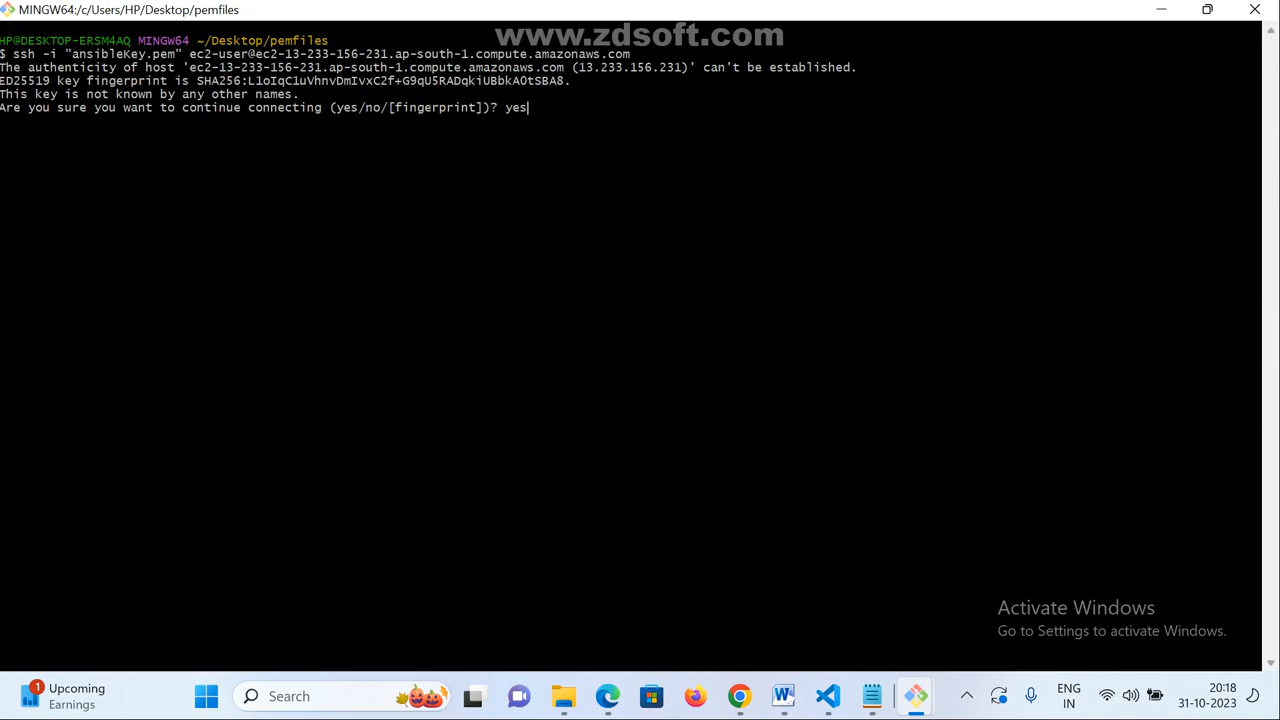 MINGW64:/c/Users/HP/Desktop/pemfiles
www.zdsoft.com
HP@DESKTOP-ERSM4AQ MINGW64 ~/Desktop/pemfiles
$ ssh -i "ansibleKey.pem" ec2-user@ec2-13-233-156-231.ap-south-1.compute.amazonaws.com
The authenticity of host 'ec2-13-233-156-231.ap-south-1.compute.amazonaws.com (13.233.156.231)' can't be established.
ED25519 key fingerprint is SHA256:L1oIqC1uVhnvDmIvxC2f+G9qU5RADqkiUBbkAOtSBA8.
This key is not known by any other names.
Are you sure you want to continue connecting (yes/no/[fingerprint])? yes
Activate Windows
Go to Settings to activate Windows.
1
Upcoming
Earnings
Search
ENG
IN
20:18
31-10-2023